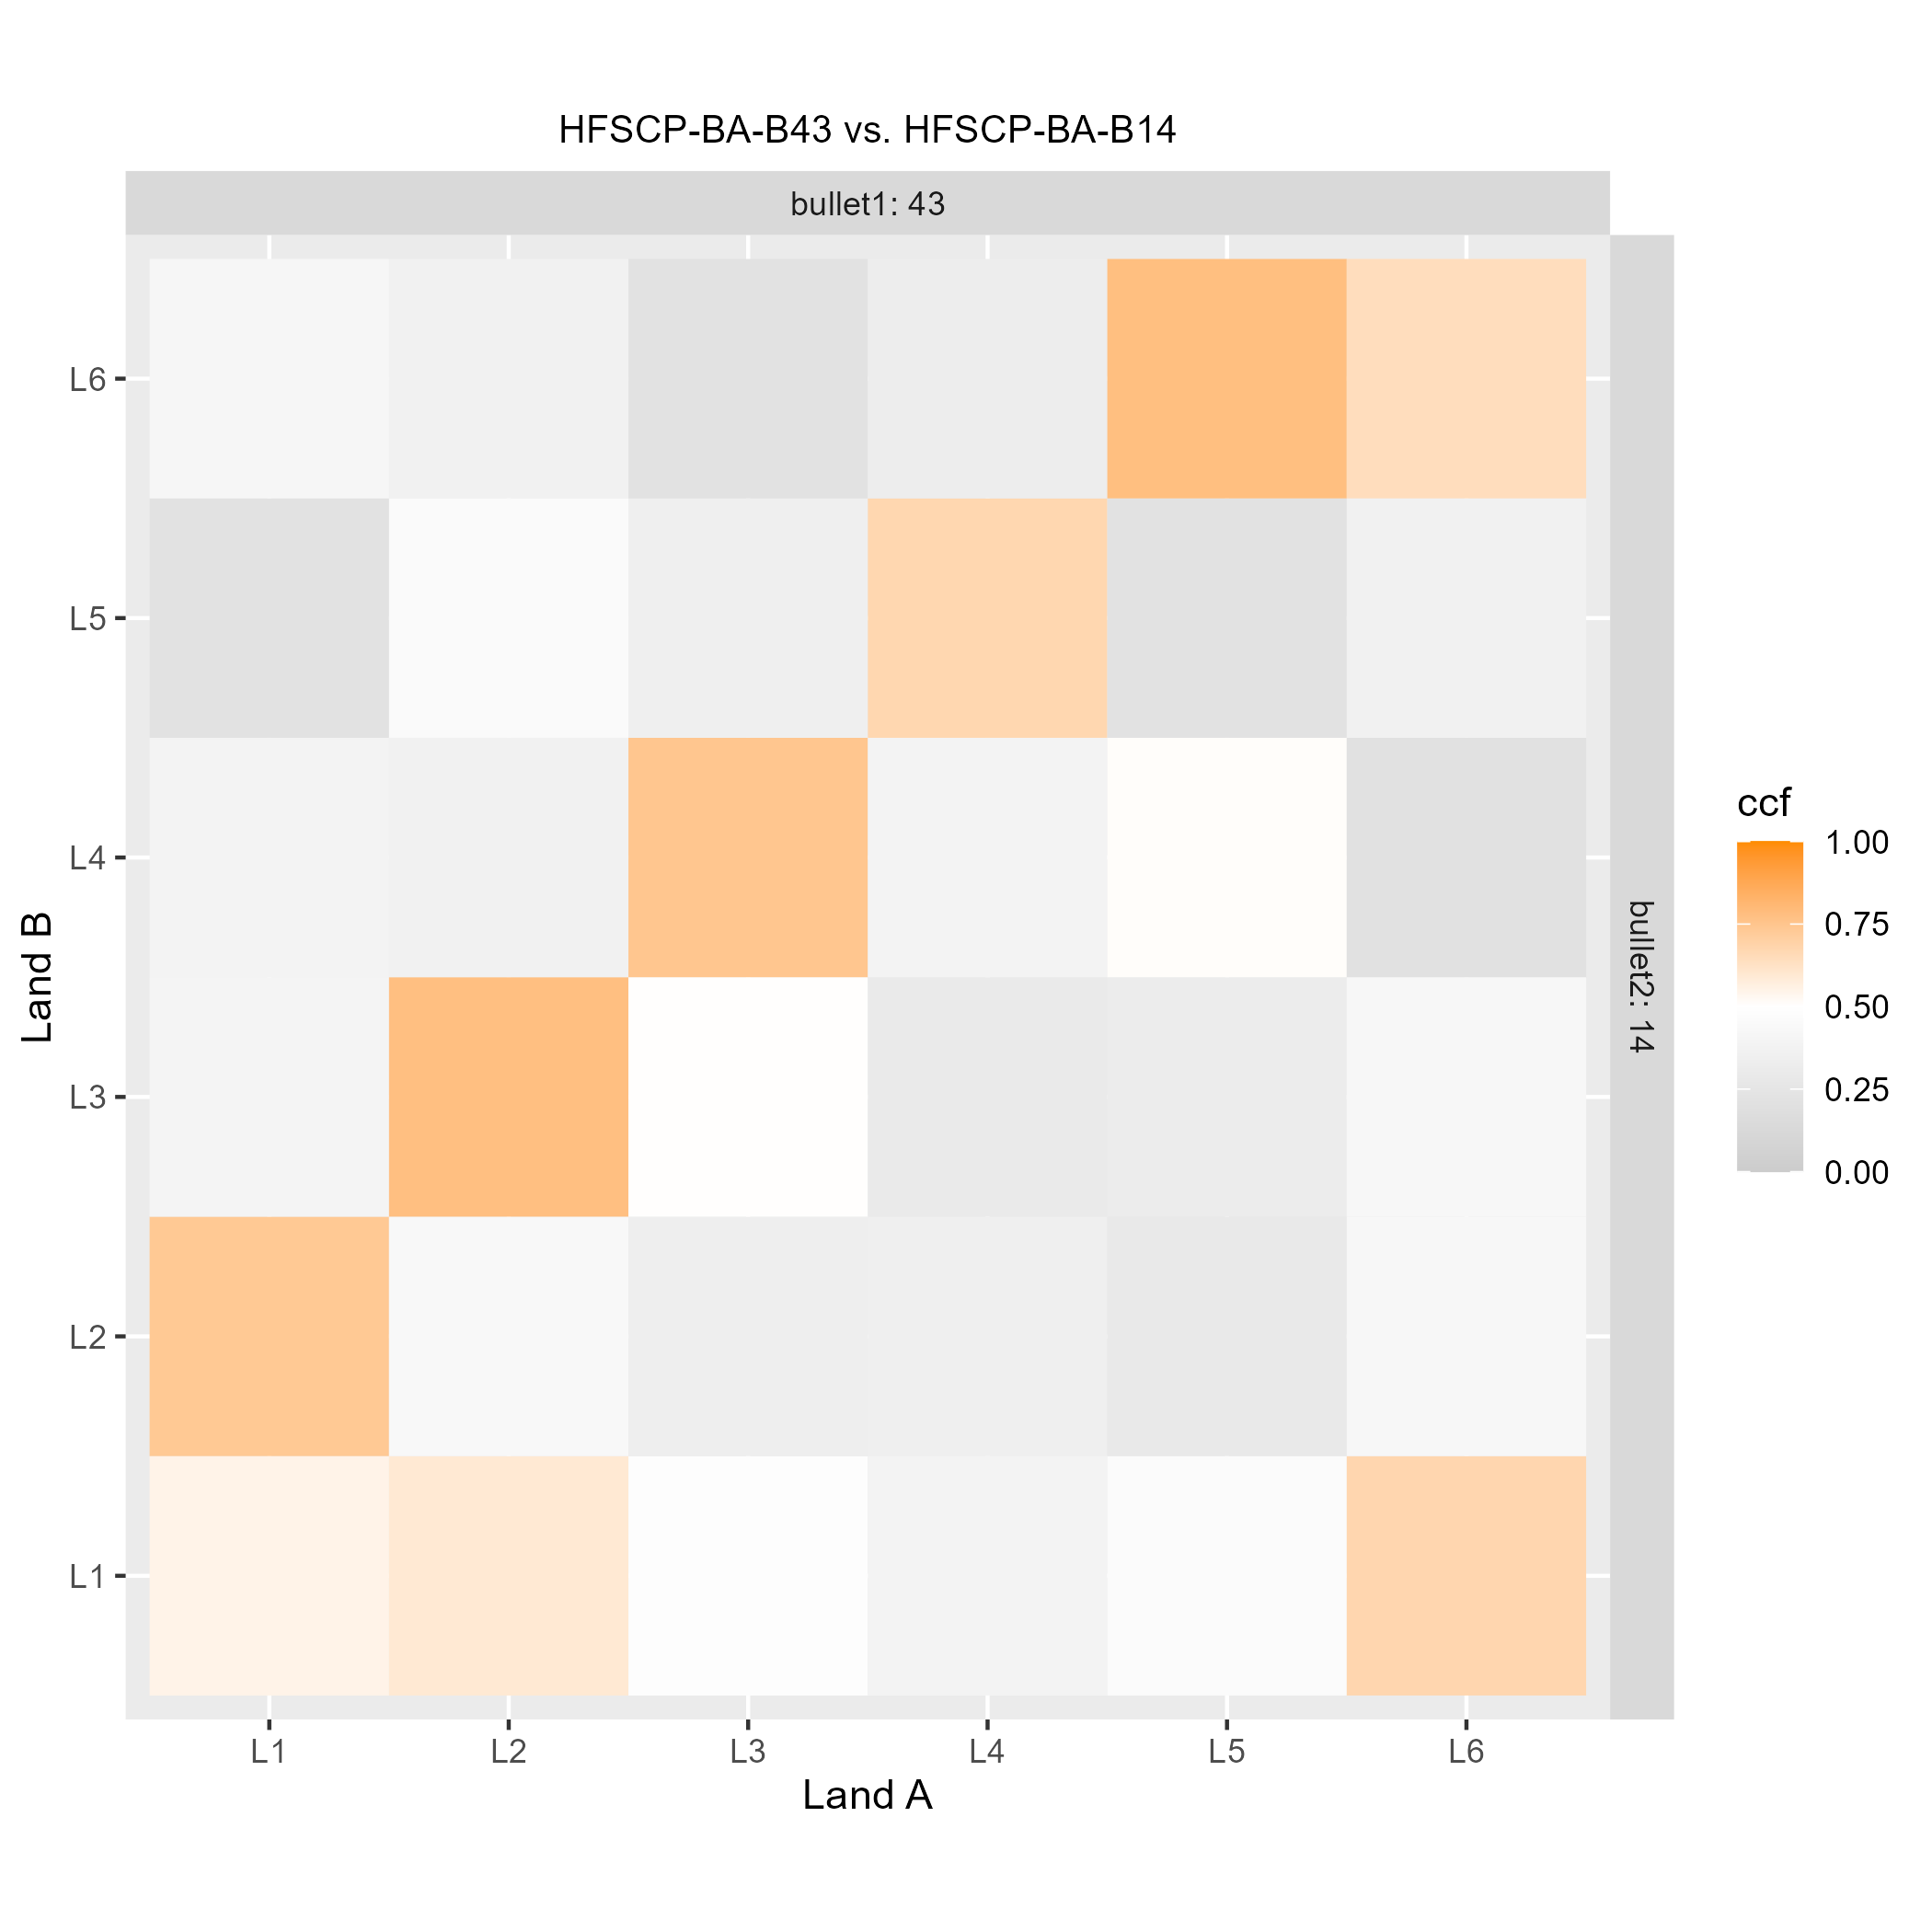 HFSCP-BA-B43 vs. HFSCP-BA-B14
bullet1: 43
L6
L5
L4
L3
L2
L1
Land B
bullet2: 14
L1 L2 L3 L4 L5 L6
Land A
ccf
1.00
0.75
0.50
0.25
0.00